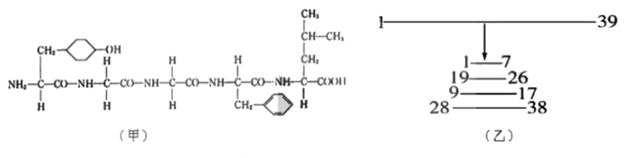 CH₃
CH—CH₃
CH₂
CH₂
OH
H
H
H
NH₂
CO—NH
CO—NH
CO—NH
CO—NH
COOH
H
H
H
CH₂
H
(甲)
1
39
1
7
19
26
9
17
28
38
(乙)